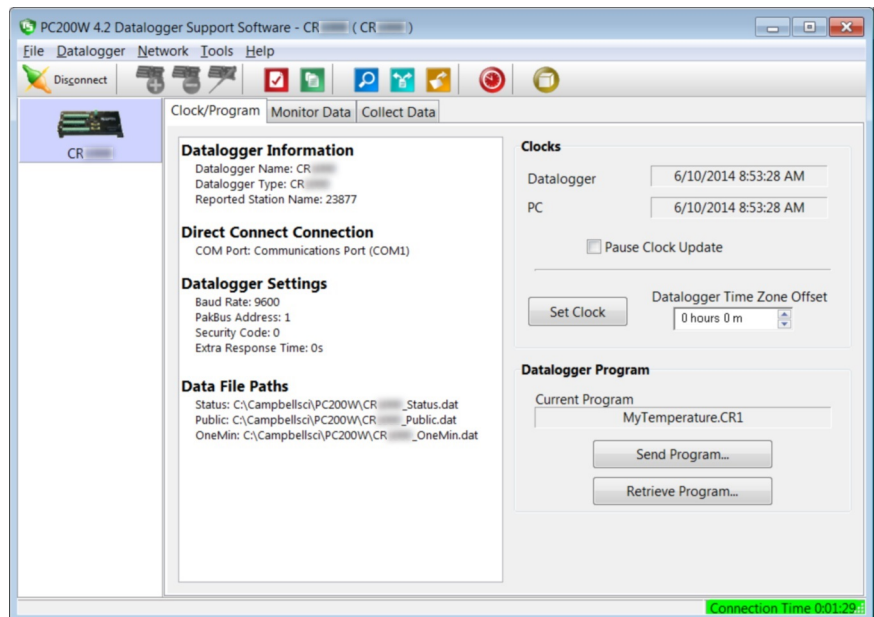 PC200W 4.2 Datalogger Support Software - CR (CR )
File Datalogger Network Tools Help
Disconnect
Clock/Program Monitor Data Collect Data
CR
Datalogger Information
Datalogger Name: CR
Datalogger Type: CR
Reported Station Name: 23877
Direct Connect Connection
COM Port: Communications Port (COM1)
Datalogger Settings
Baud Rate: 9600
PakBus Address: 1
Security Code: 0
Extra Response Time: 0s
Data File Paths
Status: C:\Campbellsci\PC200W\CR _Status.dat
Public: C:\Campbellsci\PC200W\CR _Public.dat
OneMin: C:\Campbellsci\PC200W\CR _OneMin.dat
Clocks
Datalogger 6/10/2014 8:53:28 AM
PC 6/10/2014 8:53:28 AM
Pause Clock Update
Datalogger Time Zone Offset
Set Clock 0 hours 0 m
Datalogger Program
Current Program
MyTemperature.CR1
Send Program...
Retrieve Program...
Connection Time 0:01:29